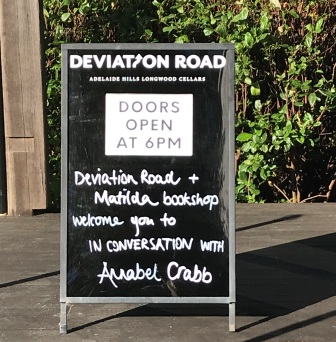 DEVIATION ROAD
ADELAIDE HILLS LONGWOOD CELLARS
DOORS
OPEN
AT 6PM
Deviation Road +
Matilda bookshop
welcome you to
IN CONVERSATION WITH
Annabel Crabb